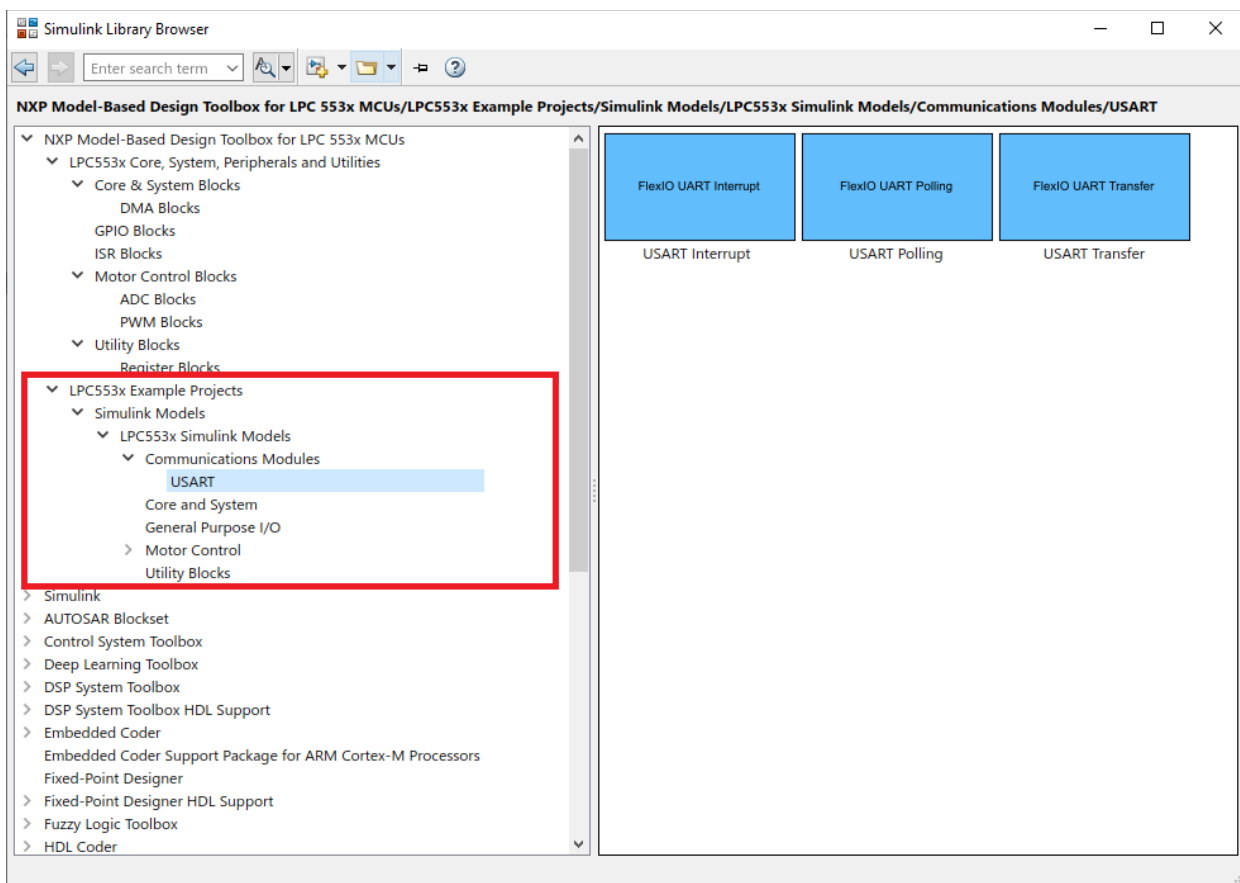 Simulink Library Browser
Enter search term
NXP Model-Based Design Toolbox for LPC 553x MCUs/LPC553x Example Projects/Simulink Models/LPC553x Simulink Models/Communications Modules/USART
NXP Model-Based Design Toolbox for LPC 553x MCUs
LPC553x Core, System, Peripherals and Utilities
Core & System Blocks
DMA Blocks
GPIO Blocks
ISR Blocks
Motor Control Blocks
ADC Blocks
PWM Blocks
Utility Blocks
Register Blocks
LPC553x Example Projects
Simulink Models
LPC553x Simulink Models
Communications Modules
USART
Core and System
General Purpose I/O
Motor Control
Utility Blocks
Simulink
AUTOSAR Blockset
Control System Toolbox
Deep Learning Toolbox
DSP System Toolbox
DSP System Toolbox HDL Support
Embedded Coder
Embedded Coder Support Package for ARM Cortex-M Processors
Fixed-Point Designer
Fixed-Point Designer HDL Support
Fuzzy Logic Toolbox
HDL Coder
FlexIO UART Interrupt FlexIO UART Polling FlexIO UART Transfer
USART Interrupt USART Polling USART Transfer